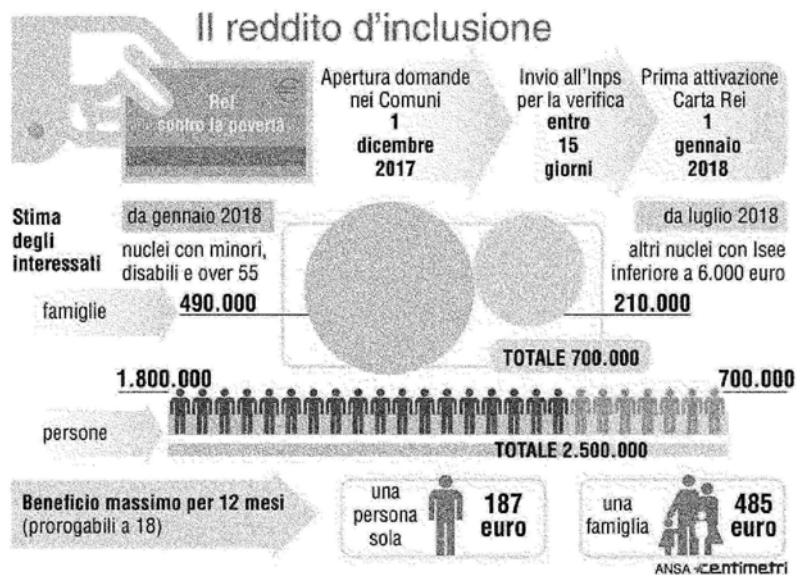 Il reddito d'inclusione
ReI
contro la povertà
Apertura domande
nei Comuni
1
dicembre
2017
Invio all'Inps
per la verifica
entro
15
giorni
Prima attivazione
Carta Rei
1
gennaio
2018
Stima
degli
interessati
da gennaio 2018
nuclei con minori,
disabili e over 55
da luglio 2018
altri nuclei con Isee
inferiore a 6.000 euro
famiglie
490.000
210.000
TOTALE 700.000
1.800.000
700.000
persone
TOTALE 2.500.000
Beneficio massimo per 12 mesi
(prorogabili a 18)
una
persona
sola
187
euro
una
famiglia
485
euro
ANSA centimetri